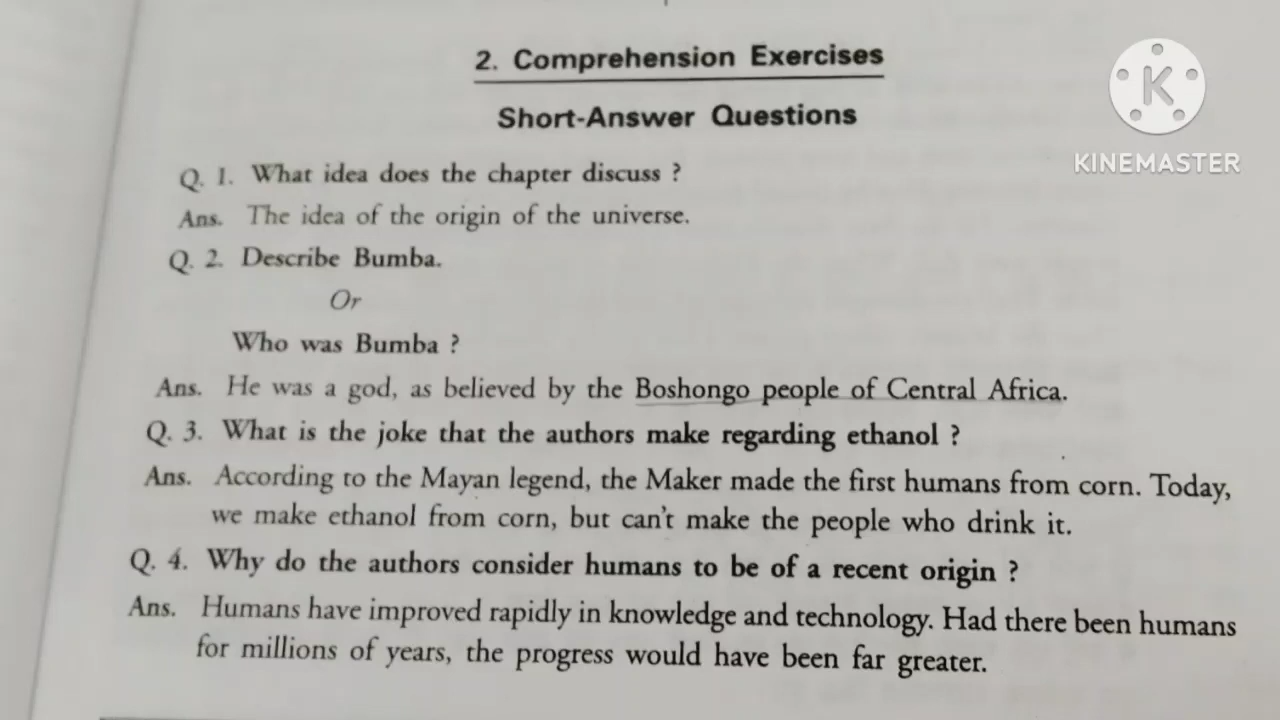 2. Comprehension Exercises
Short-Answer Questions
Q. 1. What idea does the chapter discuss ?
Ans. The idea of the origin of the universe.
Q. 2. Describe Bumba.
Or
Who was Bumba ?
Ans. He was a god, as believed by the Boshongo people of Central Africa.
Q. 3. What is the joke that the authors make regarding ethanol ?
Ans. According to the Mayan legend, the Maker made the first humans from corn. Today,
we make ethanol from corn, but can't make the people who drink it.
Q. 4. Why do the authors consider humans to be of a recent origin ?
Ans. Humans have improved rapidly in knowledge and technology. Had there been humans
for millions of years, the progress would have been far greater.
K
KINEMASTER